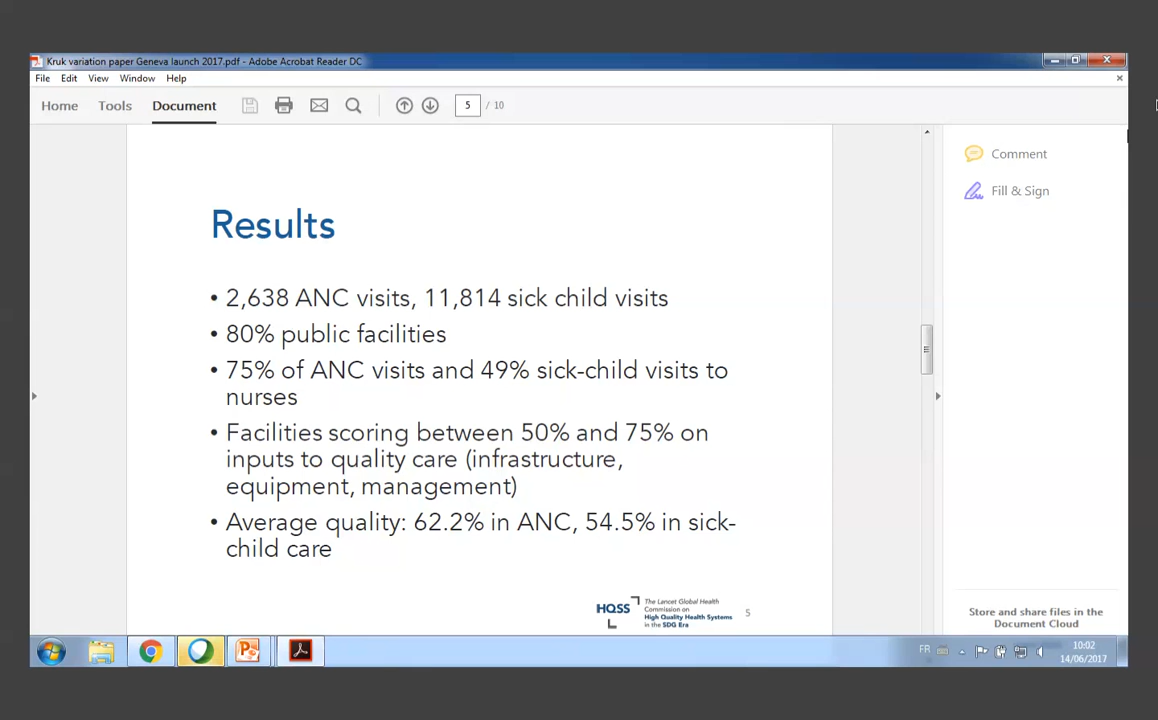 Kruk variation paper Geneva launch 2017.pdf - Adobe Acrobat Reader DC
File Edit View Window Help
Home Tools Document 5 / 10
Comment
Fill & Sign
Results
• 2,638 ANC visits, 11,814 sick child visits
• 80% public facilities
• 75% of ANC visits and 49% sick-child visits to
nurses
• Facilities scoring between 50% and 75% on
inputs to quality care (infrastructure,
equipment, management)
• Average quality: 62.2% in ANC, 54.5% in sick-
child care
HQSS
The Lancet Global Health
Commission on
High Quality Health Systems
in the SDG Era
5
Store and share files in the
Document Cloud
FR
10:02
14/06/2017